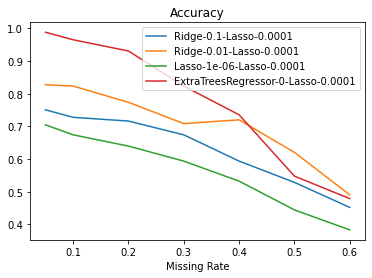 Accuracy
Ridge-0.1-Lasso-0.0001
Ridge-0.01-Lasso-0.0001
Lasso-1e-06-Lasso-0.0001
ExtraTreesRegressor-0-Lasso-0.0001
1.0
0.9
0.8
0.7
0.6
0.5
0.4
0.1 0.2 0.3 0.4 0.5 0.6
Missing Rate